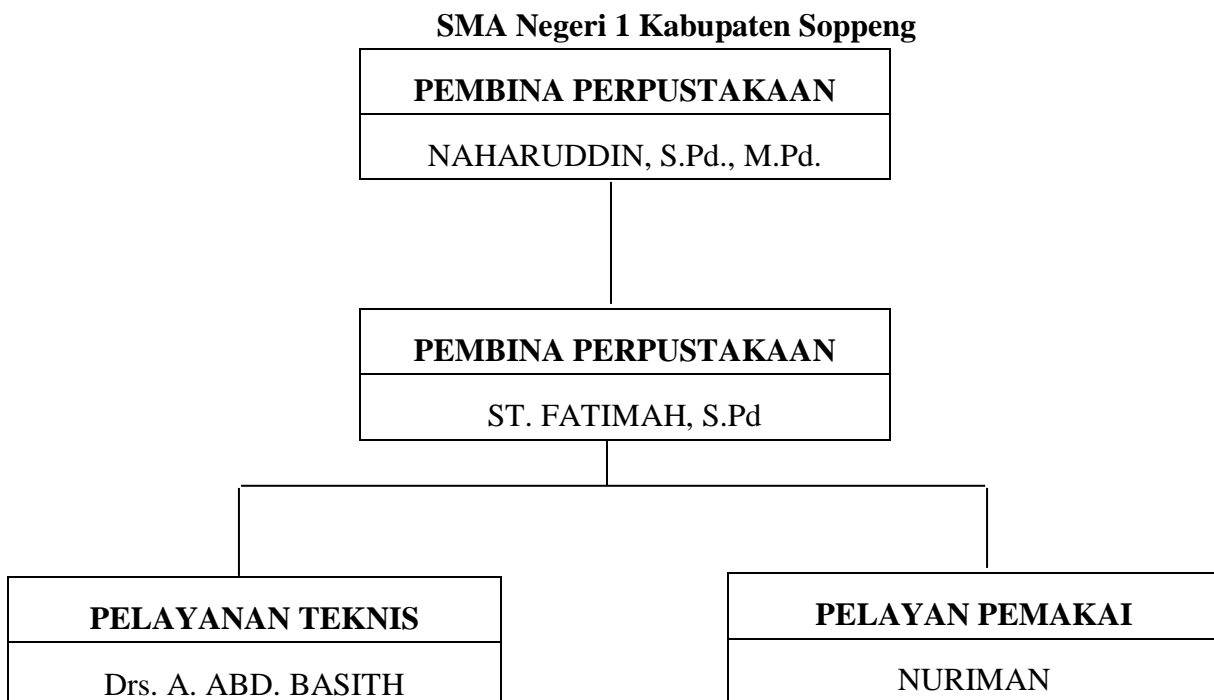 SMA Negeri 1 Kabupaten Soppeng
PEMBINA PERPUSTAKAAN
NAHARUDDIN, S.Pd., M.Pd.
PEMBINA PERPUSTAKAAN
ST. FATIMAH, S.Pd
PELAYANAN TEKNIS
Drs. A. ABD. BASITH
PELAYAN PEMAKAI
NURIMAN